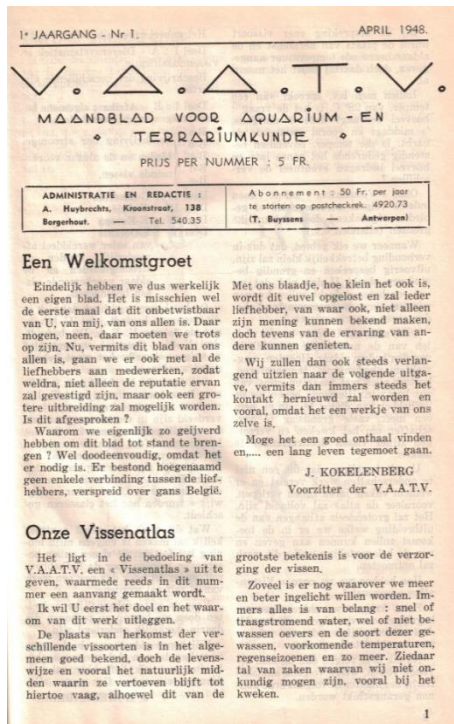 1e JAARGANG - Nr 1.
APRIL 1948.
V.A.A.T.V.
MAANDBLAD VOOR AQUARIUM - EN
TERRARIUMKUNDE
PRIJS PER NUMMER : 5 FR.
ADMINISTRATIE EN REDACTIE :
A. Huybrechts, Kroonstraat, 138
Borgerhout. — Tel. 540.35
Abonnement : 50 Fr. per jaar
te storten op postcheckrek. 4920.73
(T. Buyssens — Antwerpen)
Een Welkomstgroet
Eindelijk hebben we dus werkelijk
een eigen blad. Het is misschien wel
de eerste maal dat dit onbetwistbaar
van U, van mij, van ons allen is. Daar
mogen, neen, daar moeten we trots
op zijn. Nu, vermits dit blad van ons
allen is, gaan we er ook met al de
liefhebbers aan medewerken, zodat
weldra, niet alleen de reputatie ervan
zal gevestigd zijn, maar ook een gro-
tere uitbreiding zal mogelijk worden.
Is dit afgesproken ?
Waarom we eigenlijk zo geijverd
hebben om dit blad tot stand te bren-
gen ? Wel doodeenvoudig, omdat het
er nodig is. Er bestond hoegenaamd
geen enkele verbinding tussen de lief-
hebbers, verspreid over gans België.
Met ons blaadje, hoe klein het ook is,
wordt dit euvel opgelost en zal ieder
liefhebber, van waar ook, niet alleen
zijn mening kunnen bekend maken,
doch tevens van de ervaring van an-
dere kunnen genieten.
Wij zullen dan ook steeds verlan-
gend uitzien naar de volgende uitga-
ve, vermits dan immers steeds het
kontakt hernieuwd zal worden en
vooral, omdat het een werkje van ons
zelve is.
Moge het een goed onthaal vinden
en,.... een lang leven tegemoet gaan.
J. KOKELENBERG
Voorzitter der V.A.A.T.V.
Onze Vissenatlas
Het ligt in de bedoeling van
V.A.A.T.V. een « Vissenatlas » uit te
geven, waarmede reeds in dit num-
mer een aanvang gemaakt wordt.
Ik wil U eerst het doel en het waar-
om van dit werk uitleggen.
De plaats van herkomst der ver-
schillende vissoorten is in het alge-
meen goed bekend, doch de levens-
wijze en vooral het natuurlijk mid-
den waarin ze vertoeven blijft tot
hiertoe vaag, alhoewel dit van de
grootste betekenis is voor de verzor-
ging der vissen.
Zoveel is er nog waarover we meer
en beter ingelicht willen worden. Im-
mers alles is van belang : snel of
traagstromend water, wel of niet be-
wassen oevers en de soort dezer ge-
wassen, voorkomende temperaturen,
regenseizoenen en zo meer. Ziedaar
tal van zaken waarvan wij niet on-
kundig mogen zijn, vooral bij het
kweken.
1